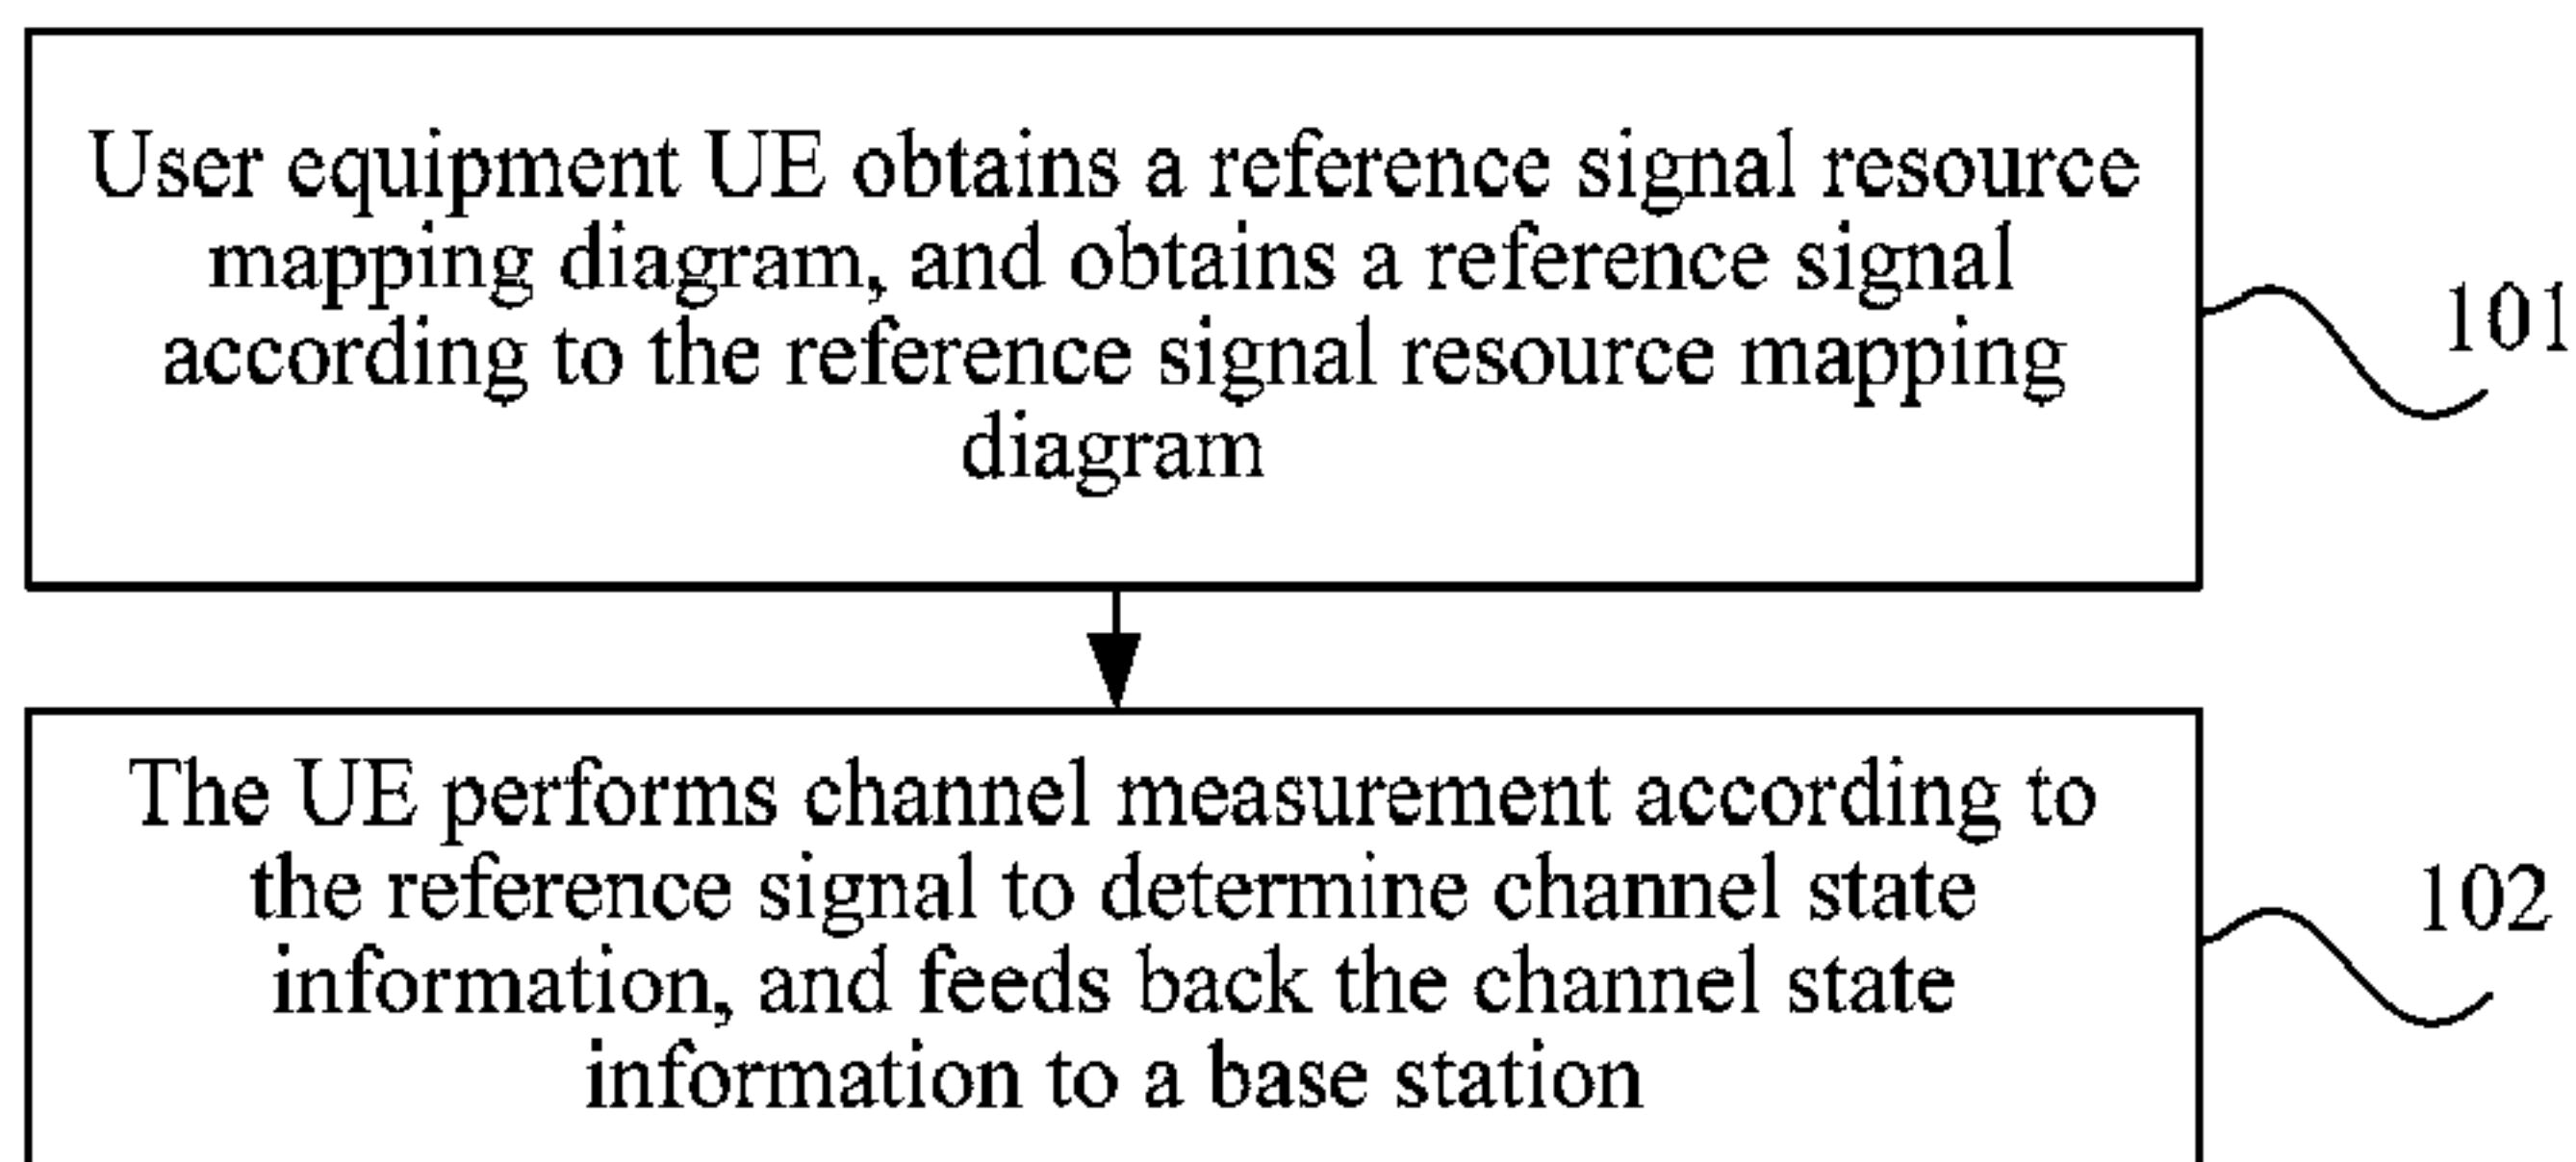 User equipment UE obtains a reference signal resource
mapping diagram, and obtains a reference signal
according to the reference signal resource mapping
diagram
101
The UE performs channel measurement according to
the reference signal to determine channel state
information, and feeds back the channel state
information to a base station
102